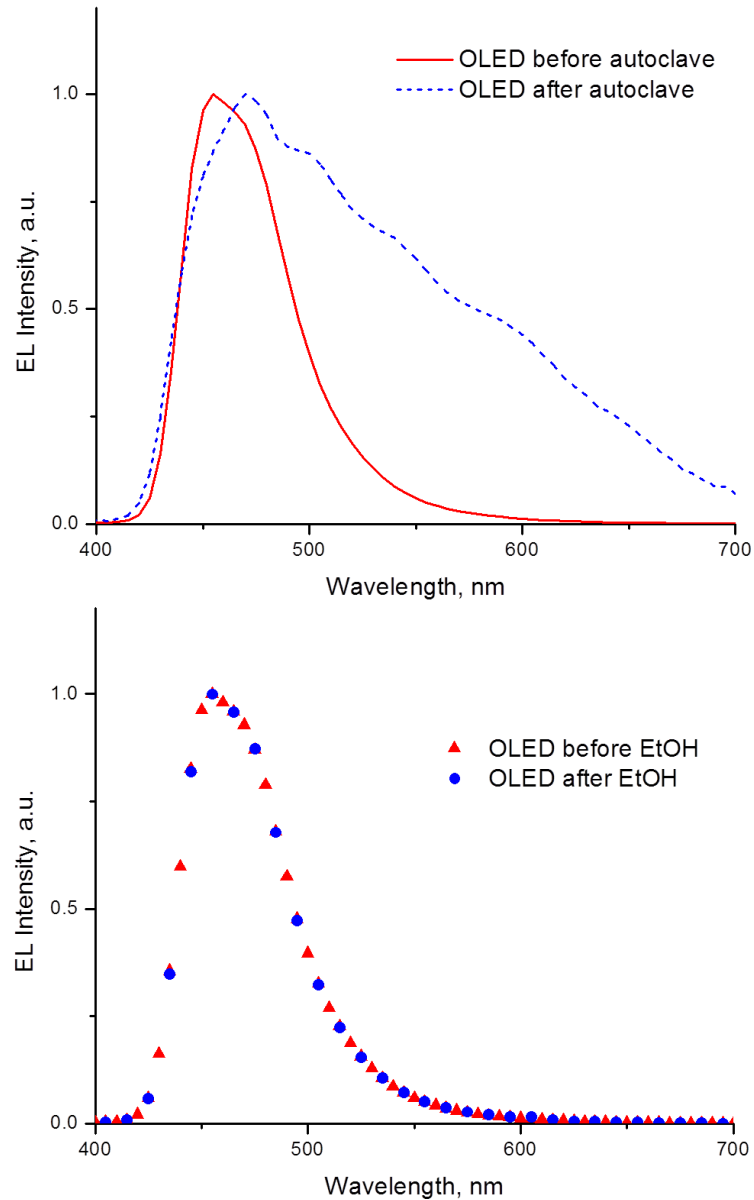 OLED before autoclave
OLED after autoclave
EL Intensity, a.u.
1.0
0.5
0.0
400
500
600
700
Wavelength, nm
OLED before EtOH
OLED after EtOH
EL Intensity, a.u.
1.0
0.5
0.0
400
500
600
700
Wavelength, nm